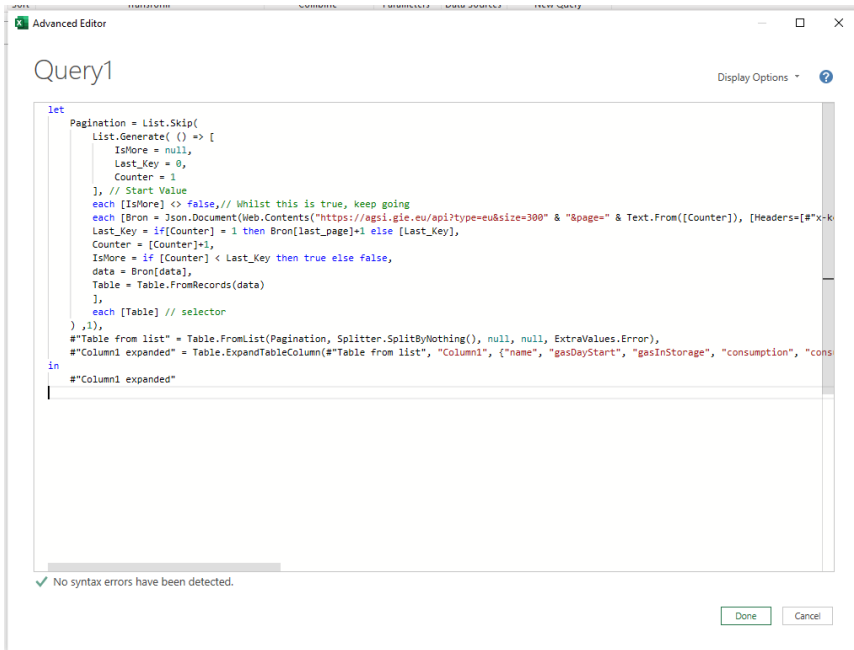 Advanced Editor
Query1
Display Options
let
Pagination = List.Skip(
List.Generate( () => [
IsMore = null,
Last_Key = 0,
Counter = 1
], // Start Value
each [IsMore] <> false,// Whilst this is true, keep going
each [Bron = Json.Document(Web.Contents("https://agsi.gie.eu/api?type=eu&size=300" & "&page=" & Text.From([Counter]), [Headers=[#"x-k
Last_Key = if[Counter] = 1 then Bron[last_page]+1 else [Last_Key],
Counter = [Counter]+1,
IsMore = if [Counter] < Last_Key then true else false,
data = Bron[data],
Table = Table.FromRecords(data)
],
each [Table] // selector
) ,1),
#"Table from list" = Table.FromList(Pagination, Splitter.SplitByNothing(), null, null, ExtraValues.Error),
#"Column1 expanded" = Table.ExpandTableColumn(#"Table from list", "Column1", {"name", "gasDayStart", "gasInStorage", "consumption", "cons
in
#"Column1 expanded"
No syntax errors have been detected.
Done Cancel